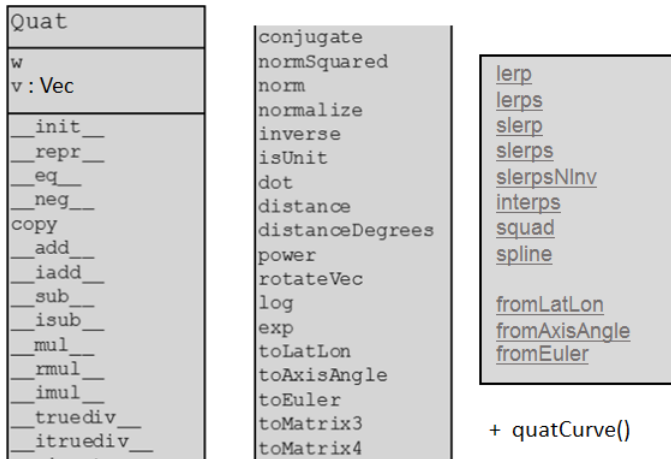 Quat
w
v : Vec
__init__
__repr__
__eq__
__neg__
copy
__add__
__iadd__
__sub__
__isub__
__mul__
__rmul__
__imul__
__truediv__
__itruediv__
conjugate
normSquared
norm
normalize
inverse
isUnit
dot
distance
distanceDegrees
power
rotateVec
log
exp
toLatLon
toAxisAngle
toEuler
toMatrix3
toMatrix4
lerp
lerps
slerp
slerps
slerpsNInv
interps
squad
spline
fromLatLon
fromAxisAngle
fromEuler
+ quatCurve()